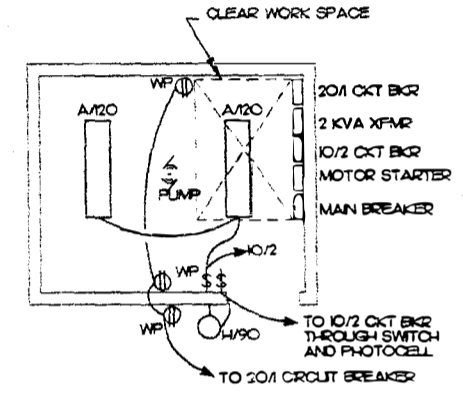 CLEAR WORK SPACE
WP
20/1 CKT BKR
A/120
A/120
2 KVA XFMR
10/2 CKT BKR
PUMP
MOTOR STARTER
MAIN BREAKER
10/2
WP
S S
WP
H/90
TO 10/2 CKT BKR
THROUGH SWITCH
AND PHOTOCELL
TO 20/1 CIRCUIT BREAKER